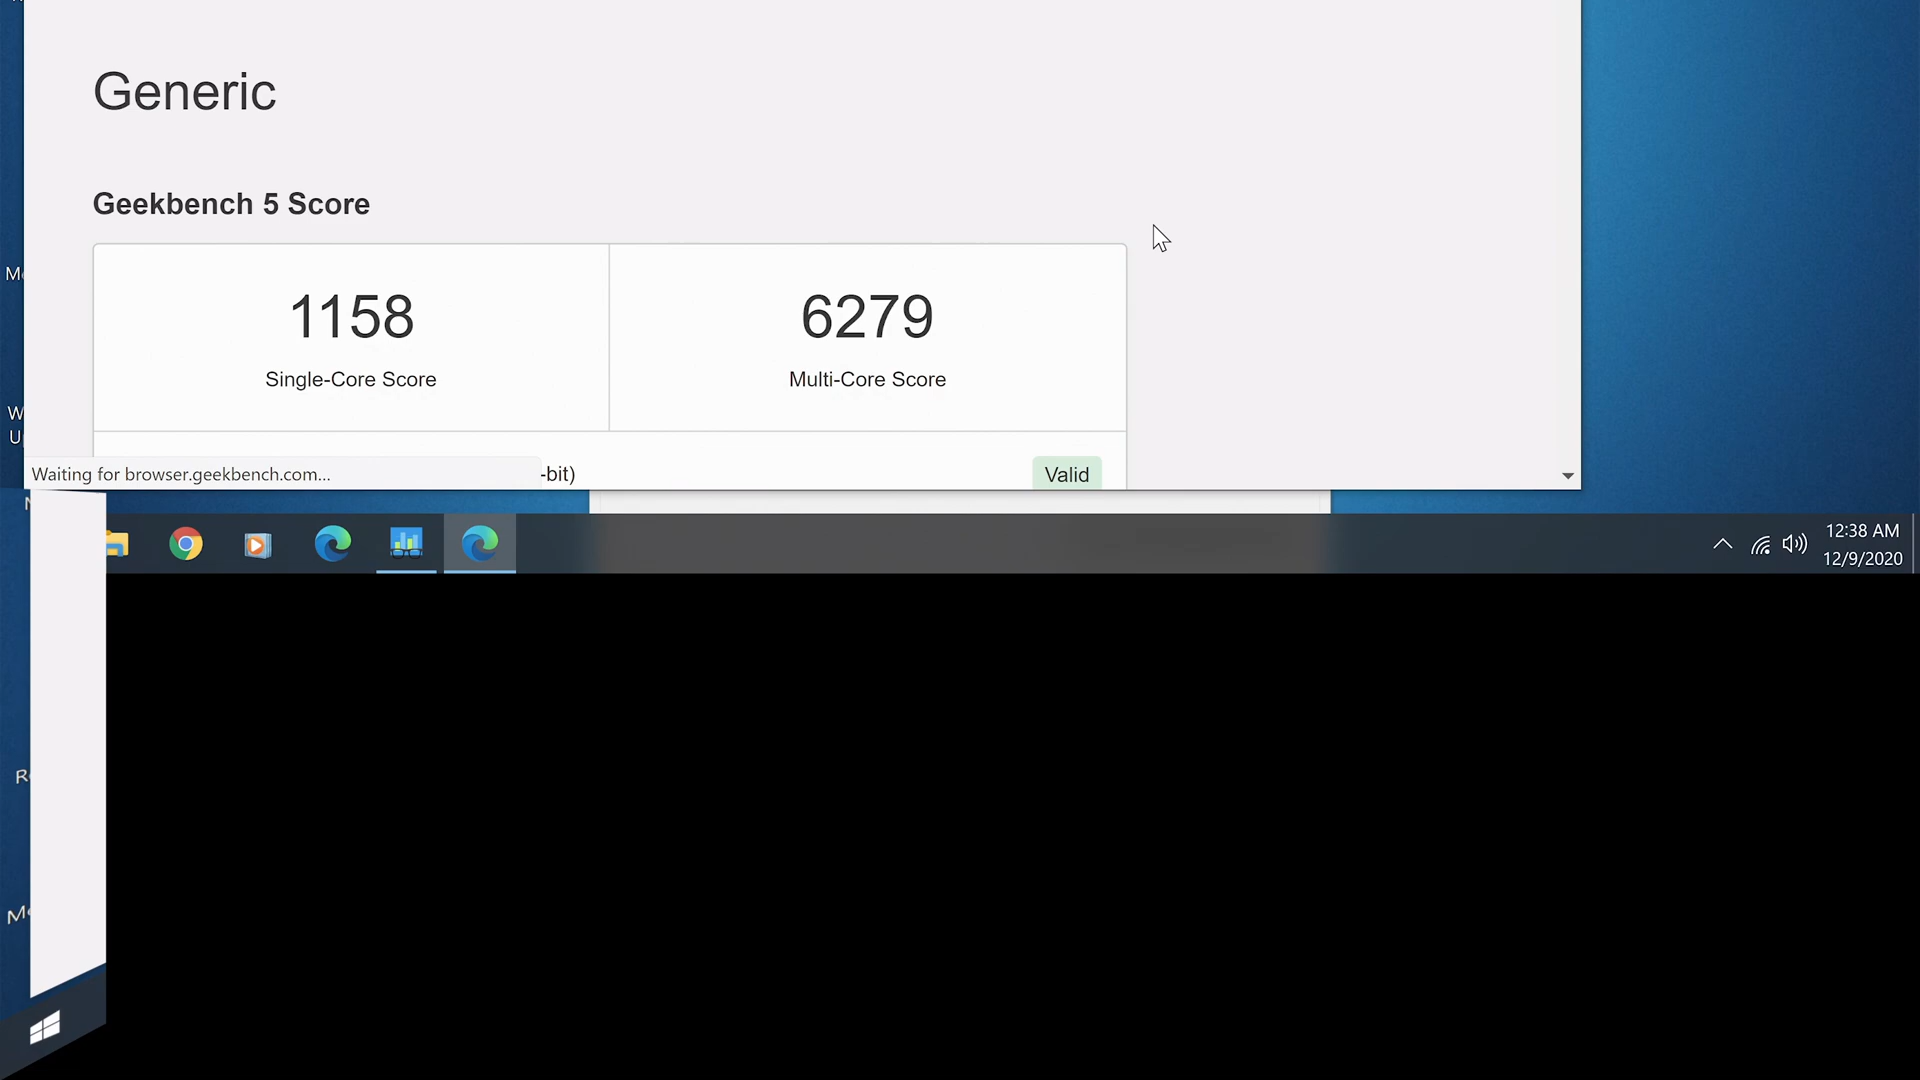 Generic
Geekbench 5 Score
1158
6279
Single-Core Score
Multi-Core Score
Waiting for browser.geekbench.com...
-bit)
Valid
12:38 AM
12/9/2020